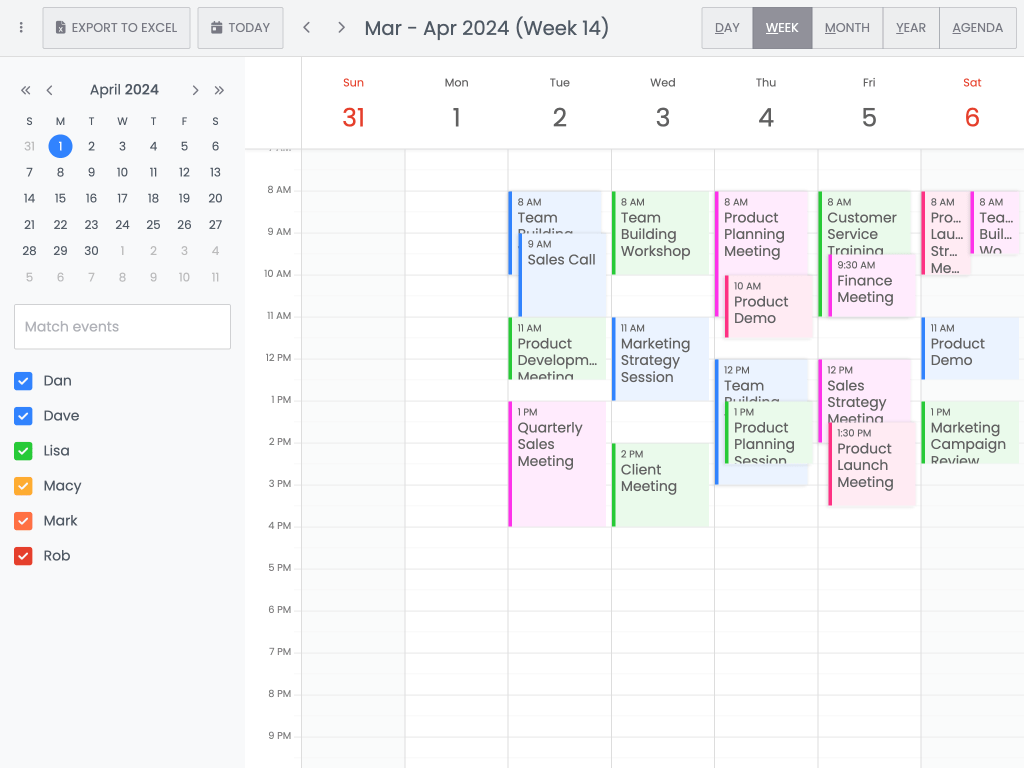 EXPORT TO EXCEL
TODAY
Mar - Apr 2024 (Week 14)
DAY
WEEK
MONTH
YEAR
AGENDA
April 2024
S M T W T F S
31 1 2 3 4 5 6
7 8 9 10 11 12 13
14 15 16 17 18 19 20
21 22 23 24 25 26 27
28 29 30 1 2 3 4
5 6 7 8 9 10 11
Match events
Dan
Dave
Lisa
Macy
Mark
Rob
Sun
31
Mon
1
Tue
2
Wed
3
Thu
4
Fri
5
Sat
6
8 AM
9 AM
10 AM
11 AM
12 PM
1 PM
2 PM
3 PM
4 PM
5 PM
6 PM
7 PM
8 PM
9 PM
8 AM
Team
Building
9 AM
Sales Call
11 AM
Product
Developm...
Meeting
1 PM
Quarterly
Sales
Meeting
8 AM
Team
Building
Workshop
11 AM
Marketing
Strategy
Session
2 PM
Client
Meeting
8 AM
Product
Planning
Meeting
10 AM
Product
Demo
12 PM
Team
Building
1 PM
Product
Planning
Session
8 AM
Customer
Service
Training
9:30 AM
Finance
Meeting
12 PM
Sales
Strategy
Meeting
1:30 PM
Product
Launch
Meeting
8 AM
Pro...
Lau...
Str...
Me...
8 AM
Tea...
Buil...
Wo...
11 AM
Product
Demo
1 PM
Marketing
Campaign
Review